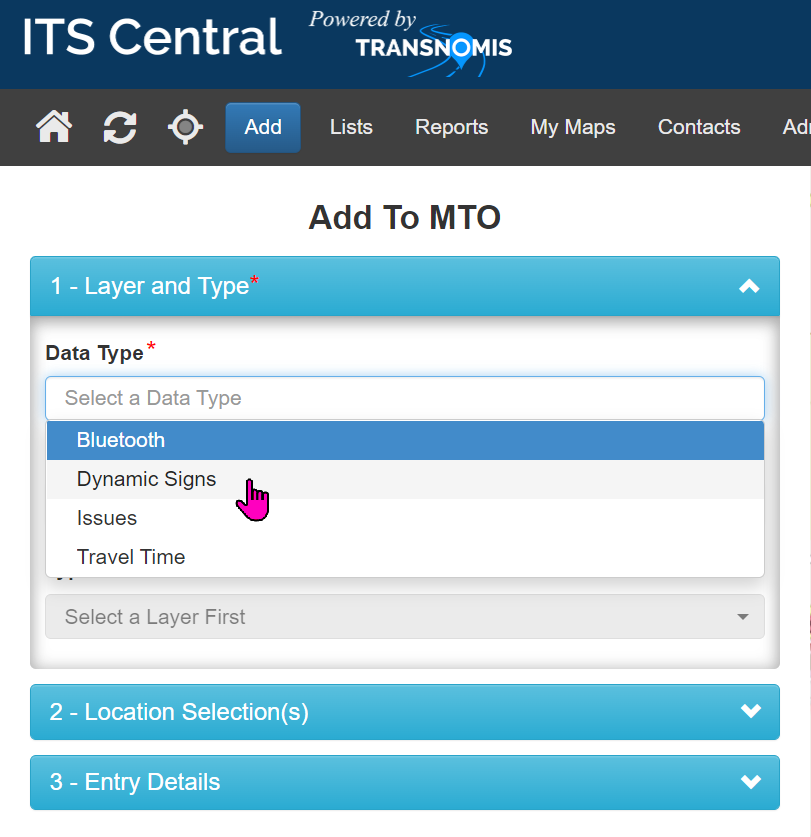 ITS Central
Powered by
TRANSNOMIS
Add Lists Reports My Maps Contacts
Add To MTO
1 - Layer and Type*
Data Type*
Select a Data Type
Bluetooth
Dynamic Signs
Issues
Travel Time
Select a Layer First
2 - Location Selection(s)
3 - Entry Details